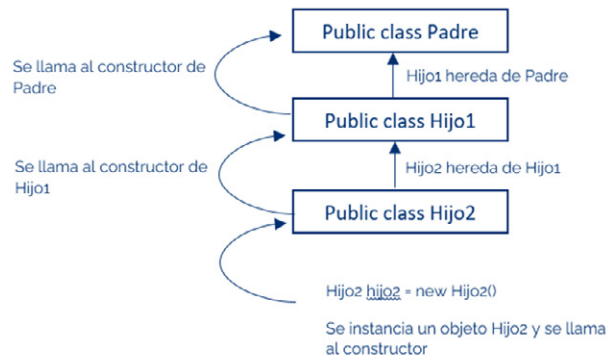 Public class Padre
Se llama al constructor de
Padre
Hijo1 hereda de Padre
Public class Hijo1
Se llama al constructor de
Hijo1
Hijo2 hereda de Hijo1
Public class Hijo2
Hijo2 hijo2 = new Hijo2()
Se instancia un objeto Hijo2 y se llama
al constructor